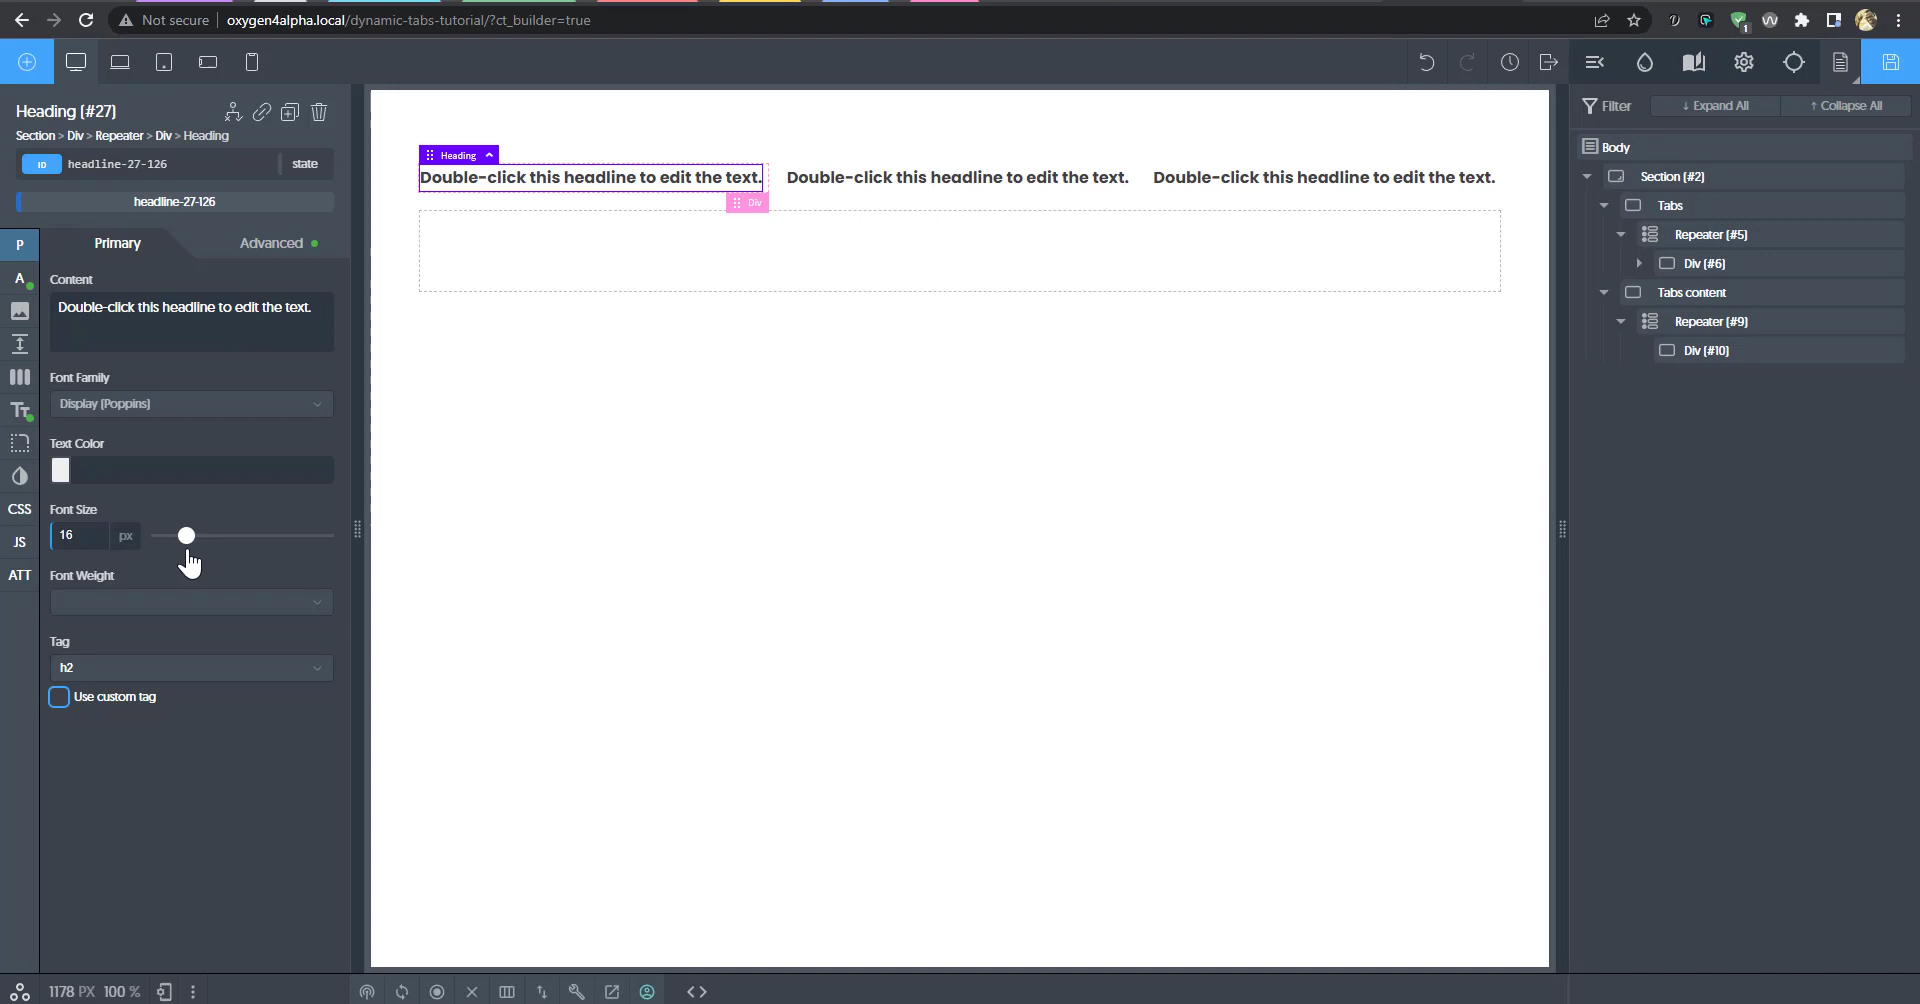 Not secure
oxygen4alpha.local/dynamic-tabs-tutorial/?ct_builder=true
1
Heading (#27)
Section > Div > Repeater > Div > Heading
ID
headline-27-126
state
headline-27-126
P
Primary
Advanced
A
Content
Double-click this headline to edit the text.
Font Family
Display (Poppins)
Tт
Text Color
CSS
Font Size
JS
16
px
ATT
Font Weight
Tag
h2
Use custom tag
1178 PX 100 %
Heading
Double-click this headline to edit the text.
Double-click this headline to edit the text.
Double-click this headline to edit the text.
Div
Filter
Expand All
Collapse All
Body
Section (#2)
Tabs
Repeater (#5)
Div (#6)
Tabs content
Repeater (#9)
Div (#10)